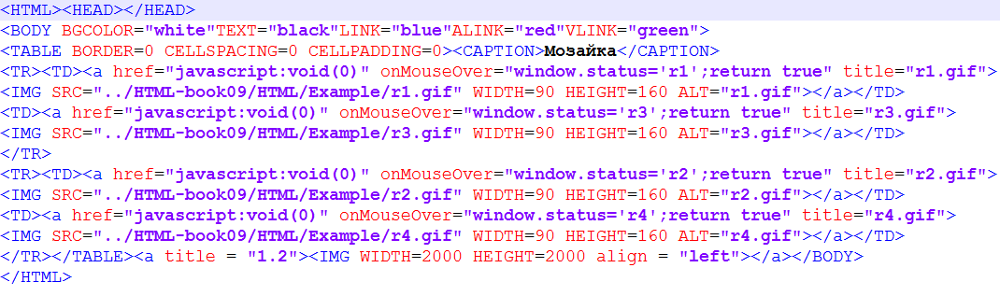 <HTML><HEAD></HEAD>
<BODY BGCOLOR="white"TEXT="black"LINK="blue"ALINK="red"VLINK="green">
<TABLE BORDER=0 CELLSPACING=0 CELLPADDING=0><CAPTION>Мозайка</CAPTION>
<TR><TD><a href="javascript:void(0)" onMouseOver="window.status='r1';return true" title="r1.gif">
<IMG SRC="../HTML-book09/HTML/Example/r1.gif" WIDTH=90 HEIGHT=160 ALT="r1.gif"></a></TD>
<TD><a href="javascript:void(0)" onMouseOver="window.status='r3';return true" title="r3.gif">
<IMG SRC="../HTML-book09/HTML/Example/r3.gif" WIDTH=90 HEIGHT=160 ALT="r3.gif"></a></TD>
</TR>
<TR><TD><a href="javascript:void(0)" onMouseOver="window.status='r2';return true" title="r2.gif">
<IMG SRC="../HTML-book09/HTML/Example/r2.gif" WIDTH=90 HEIGHT=160 ALT="r2.gif"></a></TD>
<TD><a href="javascript:void(0)" onMouseOver="window.status='r4';return true" title="r4.gif">
<IMG SRC="../HTML-book09/HTML/Example/r4.gif" WIDTH=90 HEIGHT=160 ALT="r4.gif"></a></TD>
</TR></TABLE><a title = "1.2"><IMG WIDTH=2000 HEIGHT=2000 align = "left"></a></BODY>
</HTML>